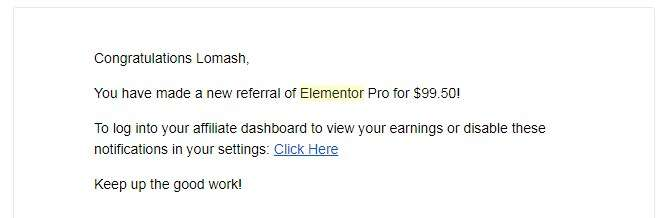 Congratulations Lomash,
You have made a new referral of Elementor Pro for $99.50!
To log into your affiliate dashboard to view your earnings or disable these
notifications in your settings: Click Here
Keep up the good work!